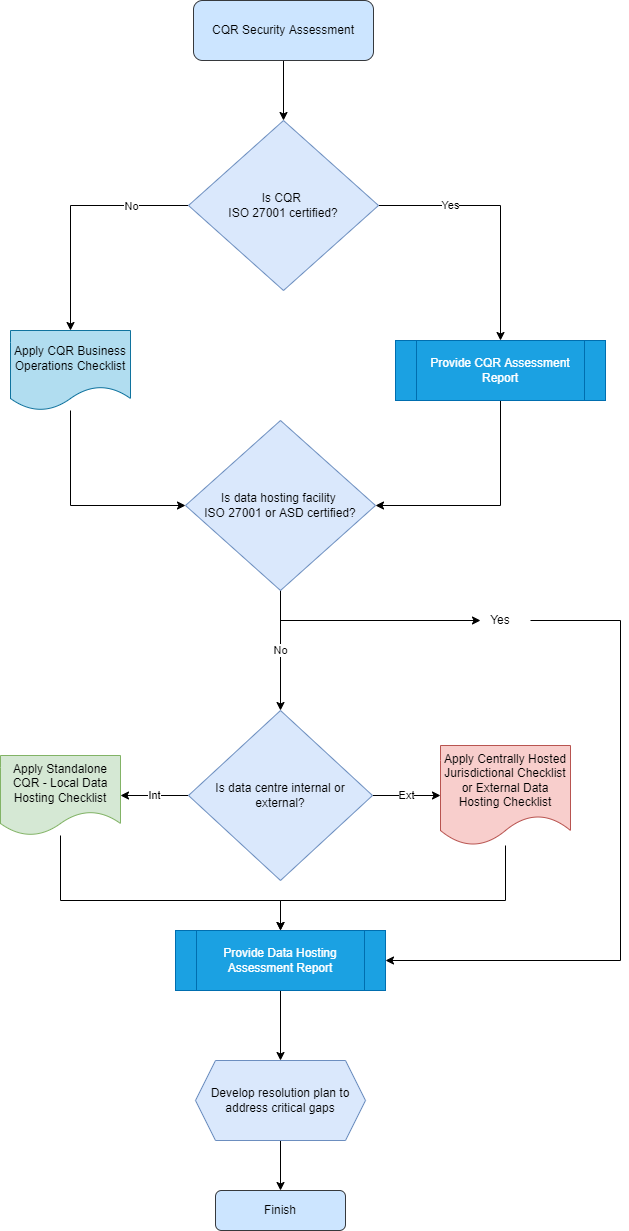 CQR Security Assessment
Is CQR
ISO 27001 certified?
No
Yes
Apply CQR Business
Operations Checklist
Provide CQR Assessment
Report
Is data hosting facility
ISO 27001 or ASD certified?
Yes
No
Apply Standalone
CQR - Local Data
Hosting Checklist
Int
Is data centre internal or
external?
Ext
Apply Centrally Hosted
Jurisdictional Checklist
or External Data
Hosting Checklist
Provide Data Hosting
Assessment Report
Develop resolution plan to
address critical gaps
Finish